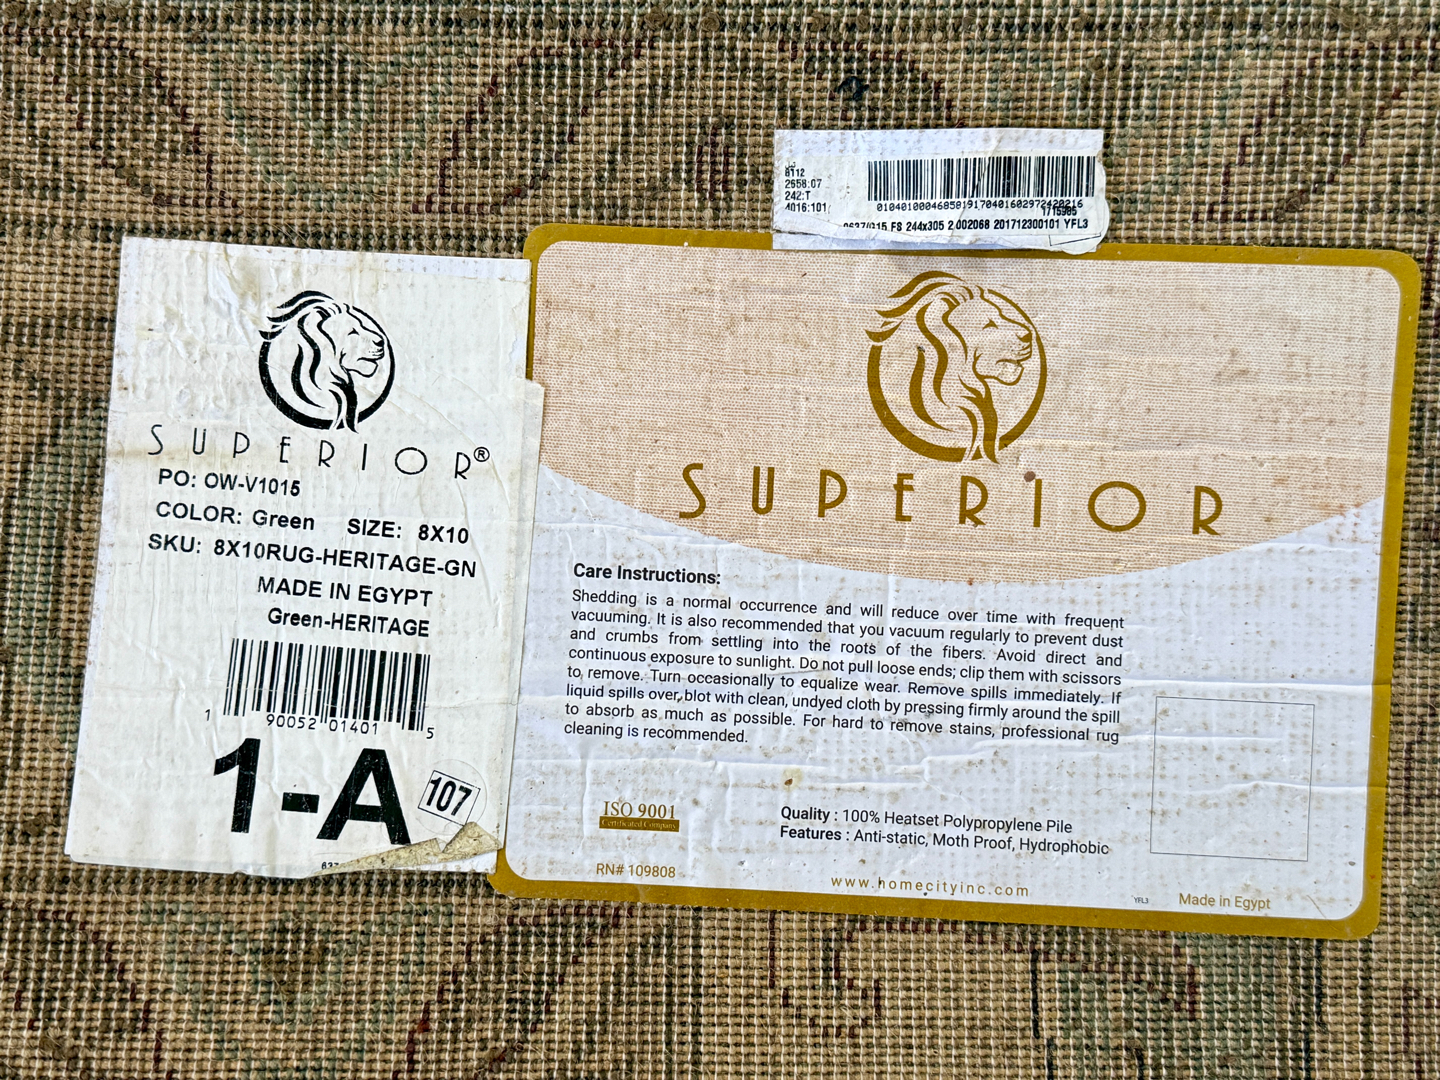 8112
2658:07
242:T
4016:101
010401000468581917040160297242021​6
1715985
0637/G15 FS 244x305 2 002068 201712300101 YFL3
SUPERIOR®
PO: OW-V1015
COLOR: Green SIZE: 8X10
SKU: 8X10RUG-HERITAGE-GN
MADE IN EGYPT
Green-HERITAGE
1 90052 01401 5
1-A
107
SUPERIOR
Care Instructions:
Shedding is a normal occurrence and will reduce over time with frequent
vacuuming. It is also recommended that you vacuum regularly to prevent dust
and crumbs from settling into the roots of the fibers. Avoid direct and
continuous exposure to sunlight. Do not pull loose ends; clip them with scissors
to remove. Turn occasionally to equalize wear. Remove spills immediately. If
liquid spills over, blot with clean, undyed cloth by pressing firmly around the spill
to absorb as much as possible. For hard to remove stains, professional rug
cleaning is recommended.
ISO 9001
Certificated Company
Quality : 100% Heatset Polypropylene Pile
Features : Anti-static, Moth Proof, Hydrophobic
RN# 109808
www.homecityinc.com
YFL3
Made in Egypt